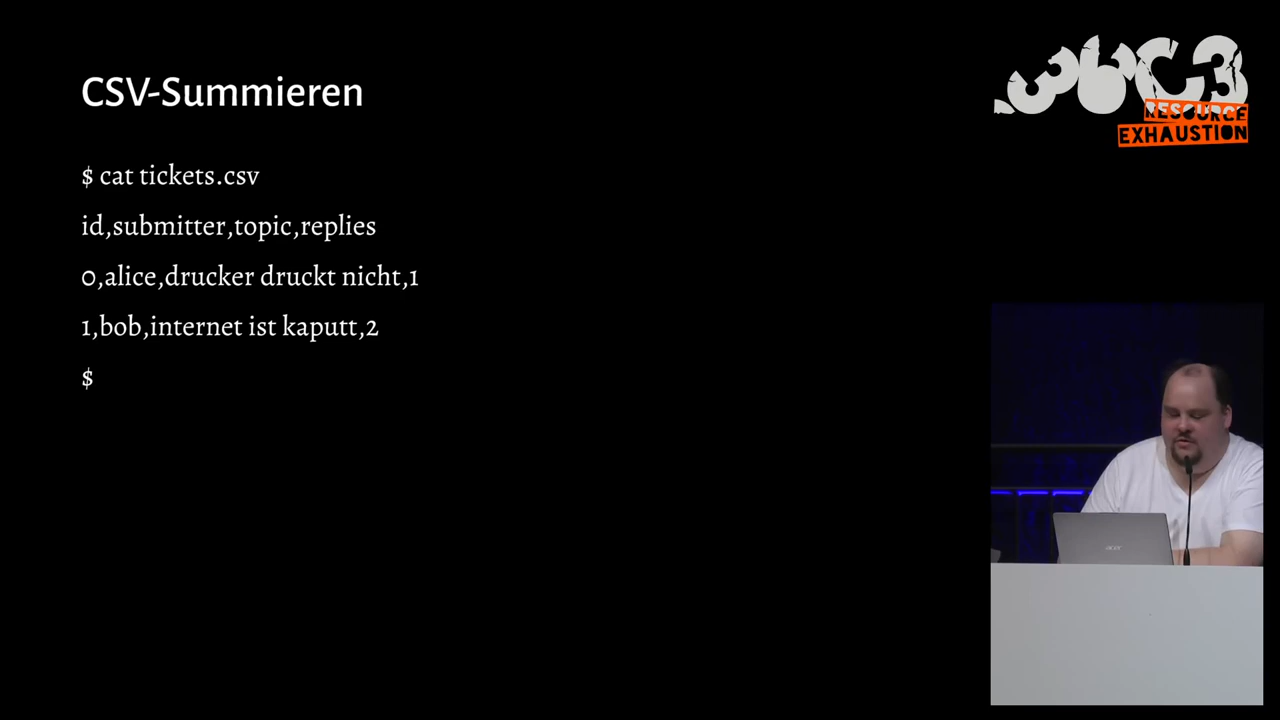 CSV-Summieren
$ cat tickets.csv
id,submitter,topic,replies
0,alice,drucker druckt nicht,1
1,bob,internet ist kaputt,2
$
36C3
RESOURCE
EXHAUSTION
acer